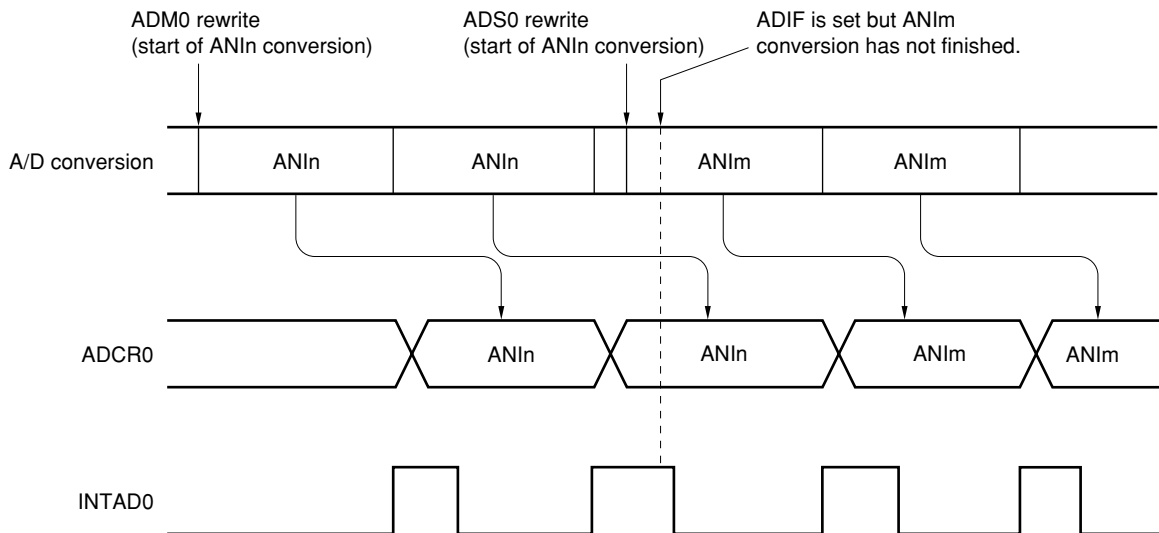 ADM0 rewrite
(start of ANIn conversion)
ADS0 rewrite
(start of ANIn conversion)
ADIF is set but ANIm
conversion has not finished.
A/D conversion
ANIn
ANIn
ANIm
ANIm
ADCR0
ANIn
ANIn
ANIm
ANIm
INTAD0